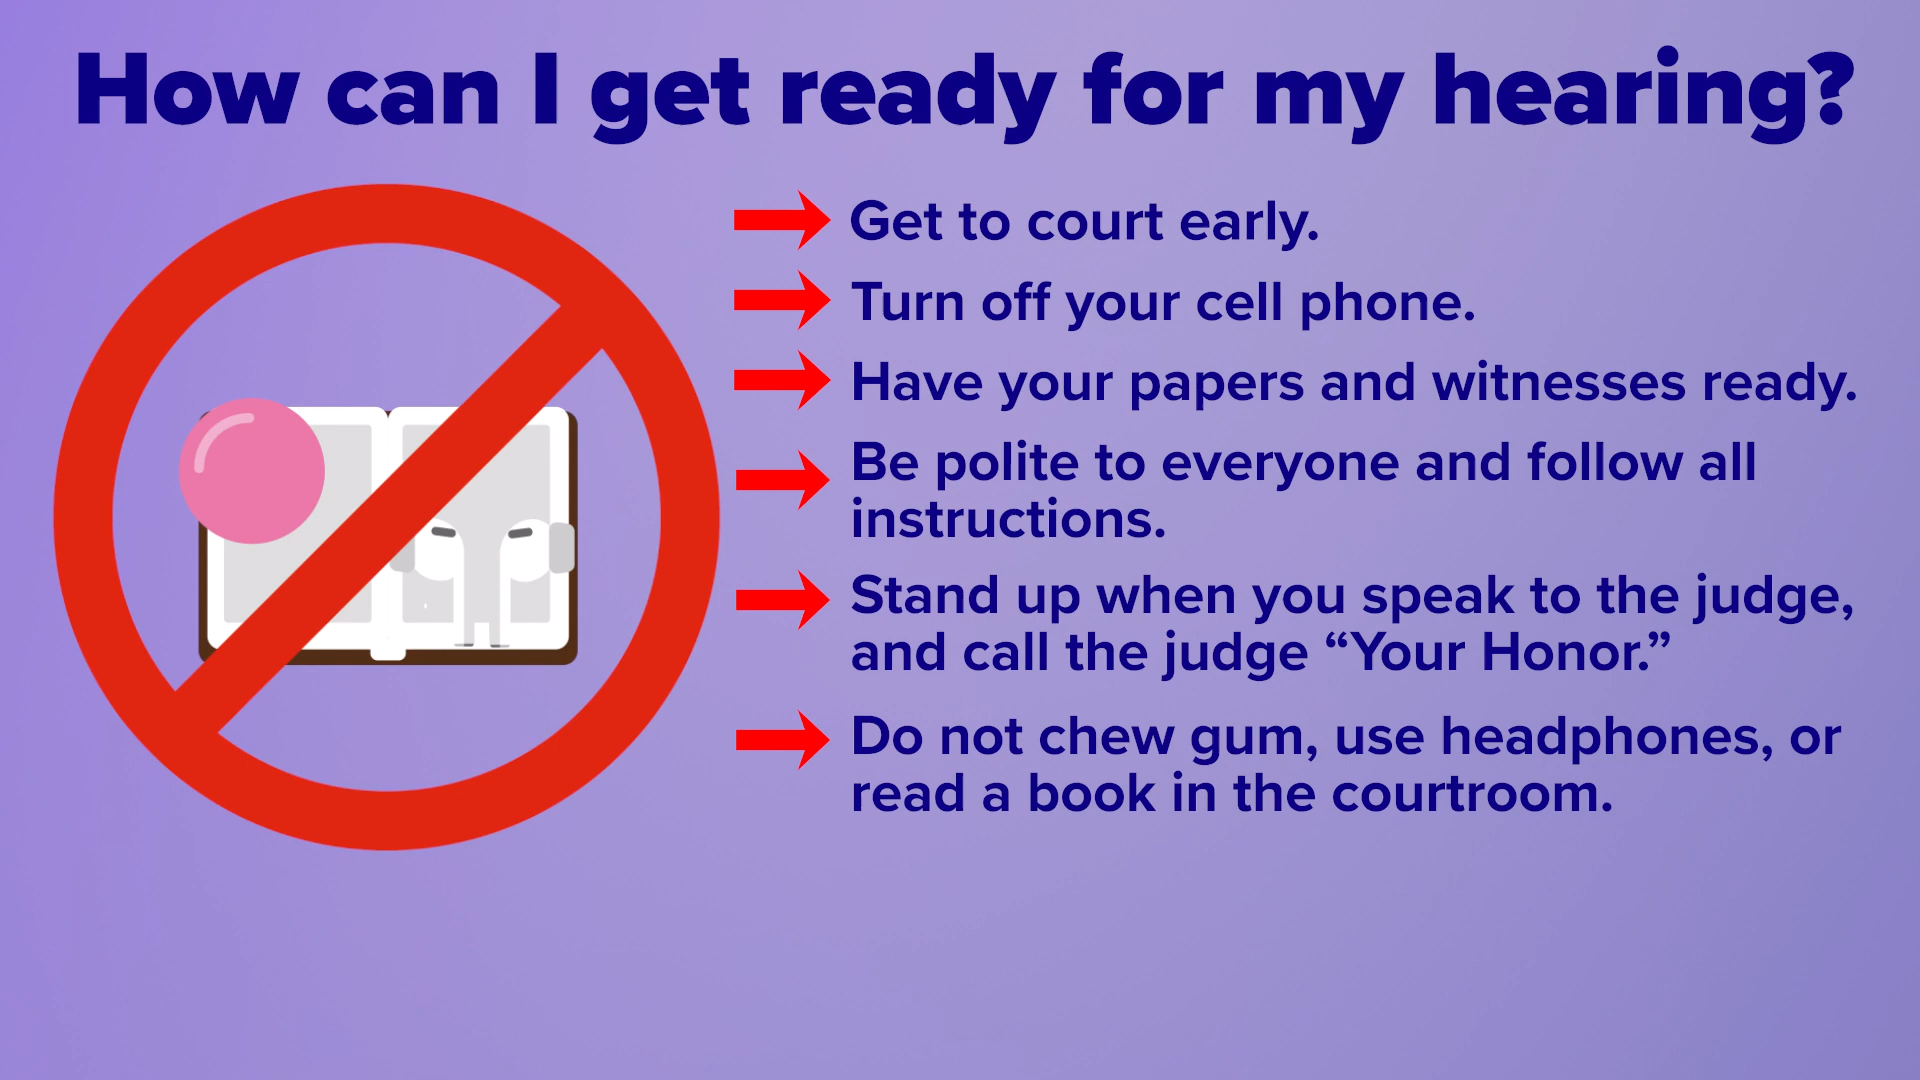 How can I get ready for my hearing?
Get to court early.
Turn off your cell phone.
Have your papers and witnesses ready.
Be polite to everyone and follow all
instructions.
Stand up when you speak to the judge,
and call the judge “Your Honor.”
Do not chew gum, use headphones, or
read a book in the courtroom.